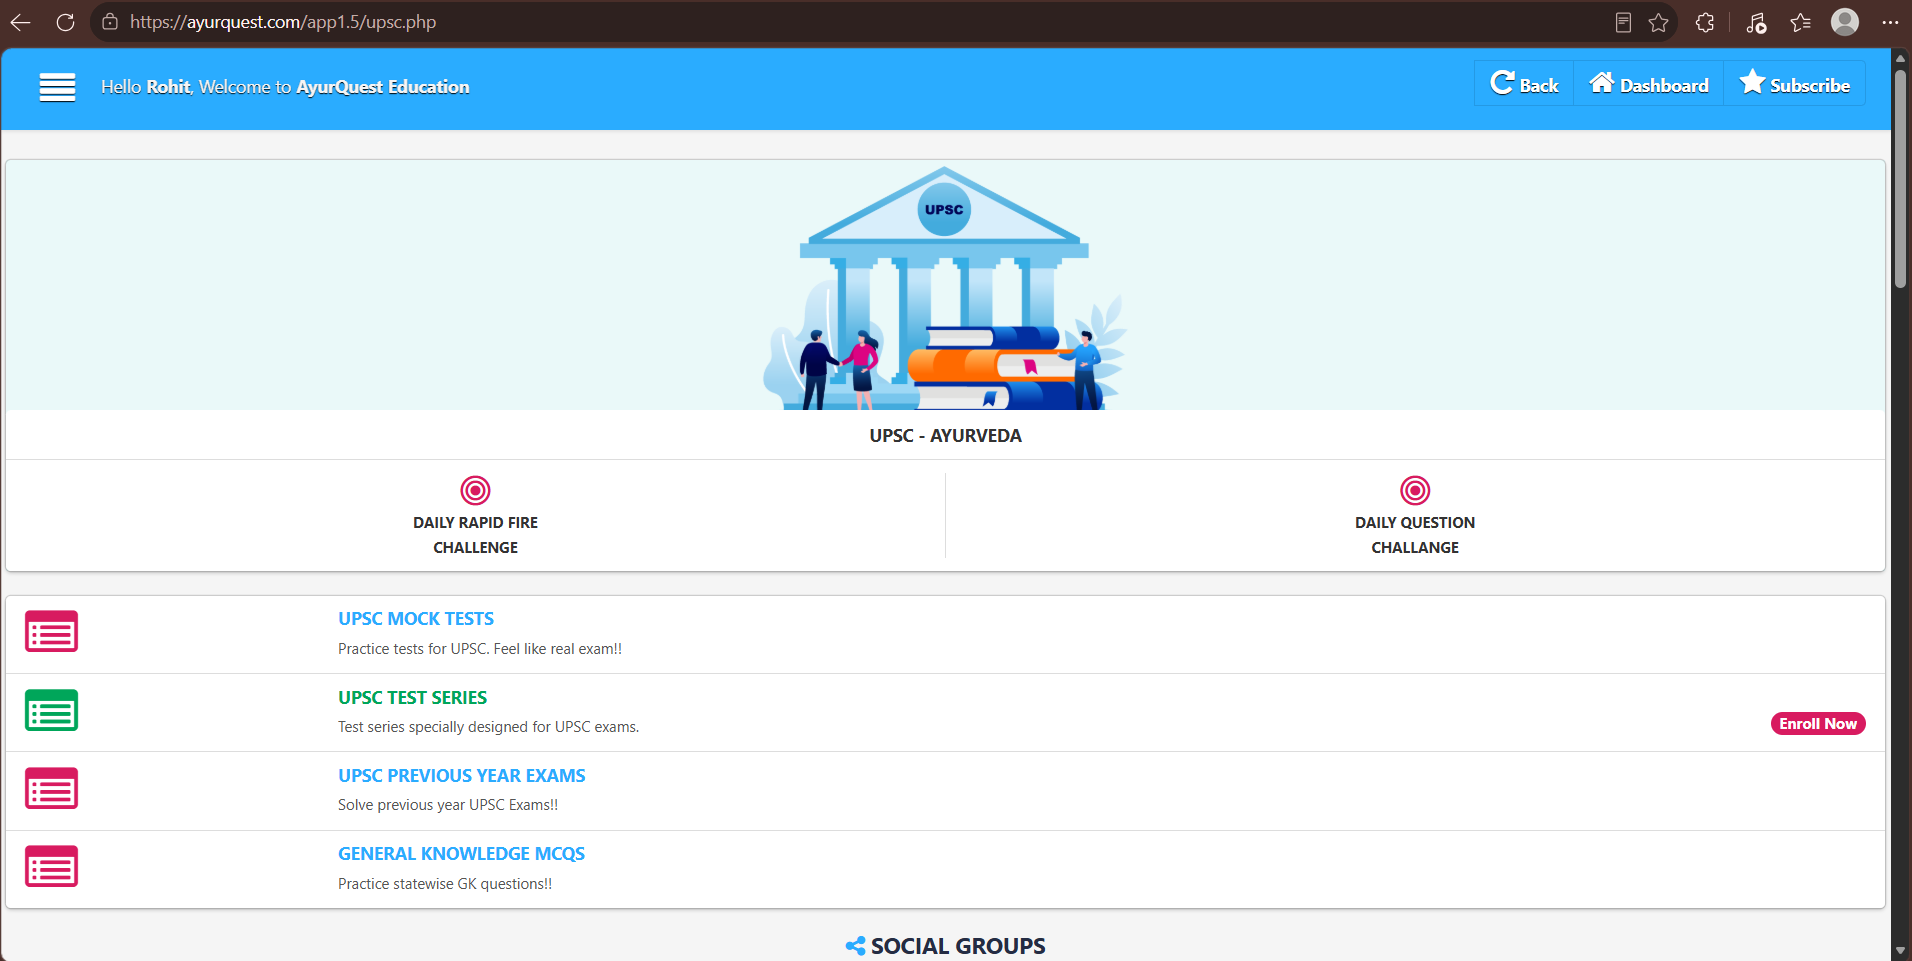 https://ayurquest.com/app1.5/upsc.php
Hello Rohit, Welcome to AyurQuest Education
Back
Dashboard
Subscribe
UPSC
UPSC - AYURVEDA
DAILY RAPID FIRE
CHALLENGE
DAILY QUESTION
CHALLANGE
UPSC MOCK TESTS
Practice tests for UPSC. Feel like real exam!!
UPSC TEST SERIES
Test series specially designed for UPSC exams.
Enroll Now
UPSC PREVIOUS YEAR EXAMS
Solve previous year UPSC Exams!!
GENERAL KNOWLEDGE MCQS
Practice statewise GK questions!!
SOCIAL GROUPS